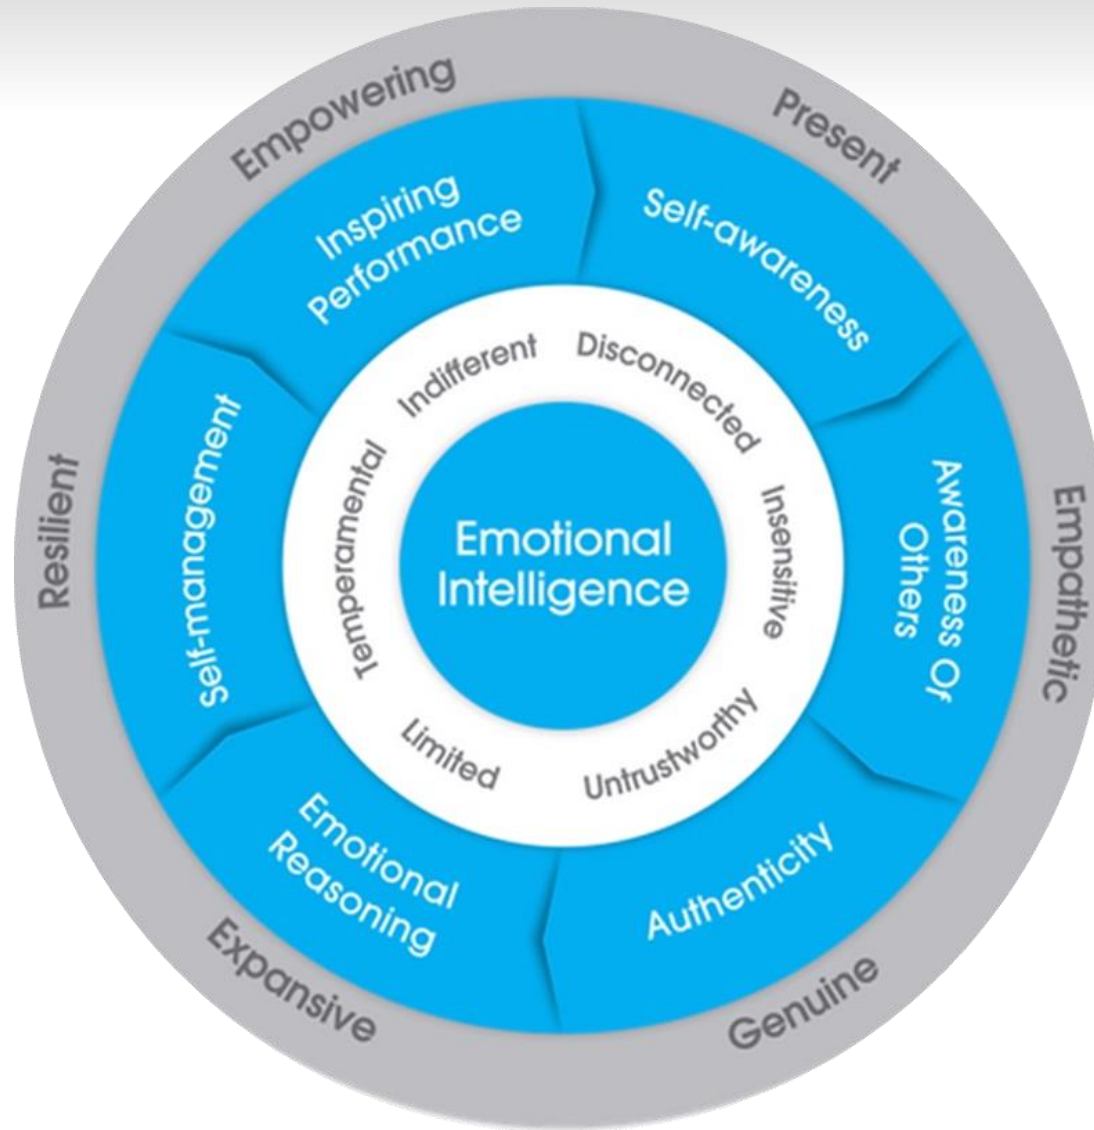 Empowering
Present
Empathetic
Genuine
Expansive
Resilient
Inspiring
Performance
Self-awareness
Awareness Of
Others
Authenticity
Emotional
Reasoning
Self-management
Indifferent
Disconnected
Insensitive
Untrustworthy
Limited
Temperamental
Emotional
Intelligence